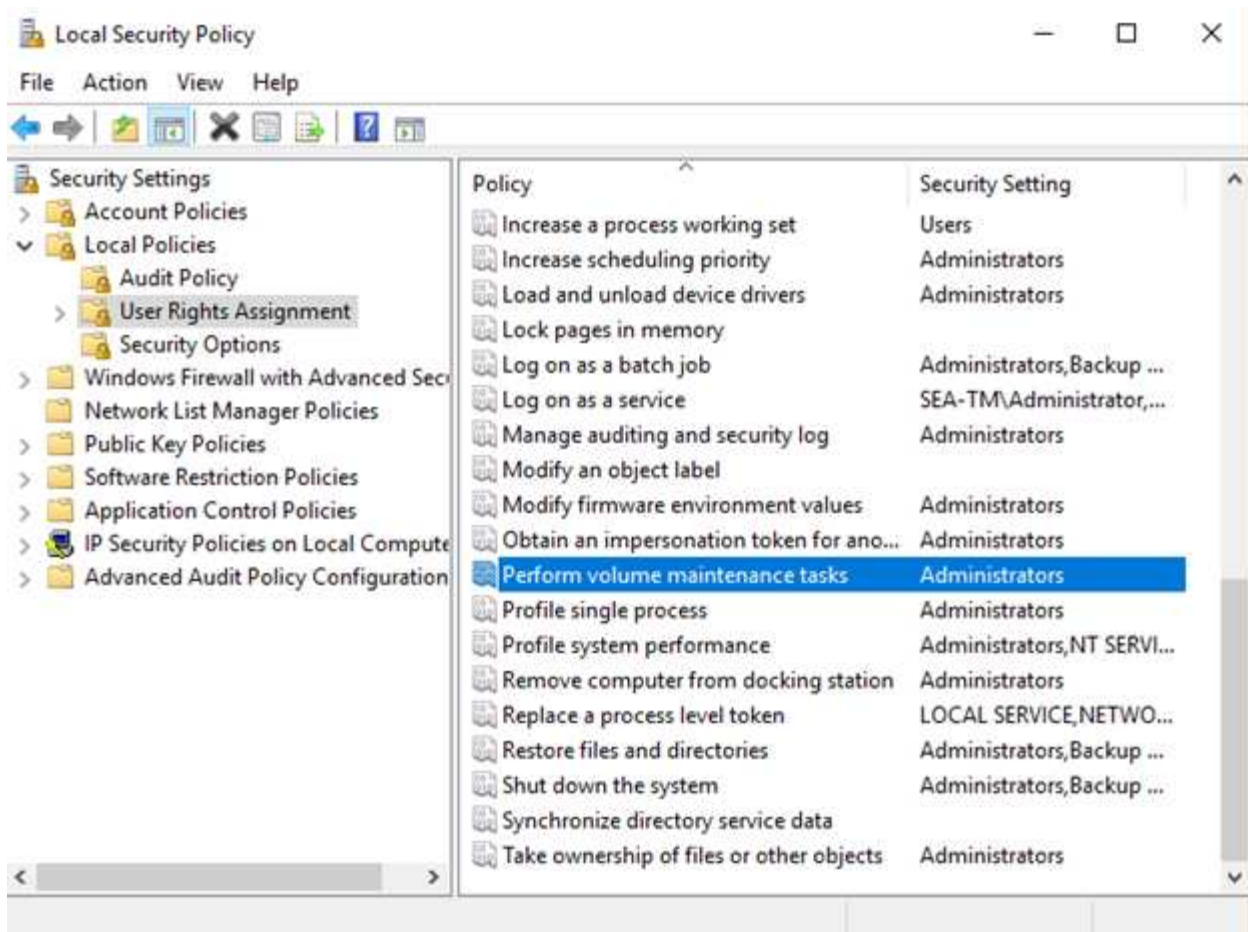 Local Security Policy
File Action View Help
Security Settings
Account Policies
Local Policies
Audit Policy
User Rights Assignment
Security Options
Windows Firewall with Advanced Secu
Network List Manager Policies
Public Key Policies
Software Restriction Policies
Application Control Policies
IP Security Policies on Local Compute
Advanced Audit Policy Configuration
Policy Security Setting
Increase a process working set Users
Increase scheduling priority Administrators
Load and unload device drivers Administrators
Lock pages in memory
Log on as a batch job Administrators,Backup ...
Log on as a service SEA-TM\Administrator,...
Manage auditing and security log Administrators
Modify an object label
Modify firmware environment values Administrators
Obtain an impersonation token for ano... Administrators
Perform volume maintenance tasks Administrators
Profile single process Administrators
Profile system performance Administrators,NT SERVI...
Remove computer from docking station Administrators
Replace a process level token LOCAL SERVICE,NETWO...
Restore files and directories Administrators,Backup ...
Shut down the system Administrators,Backup ...
Synchronize directory service data
Take ownership of files or other objects Administrators